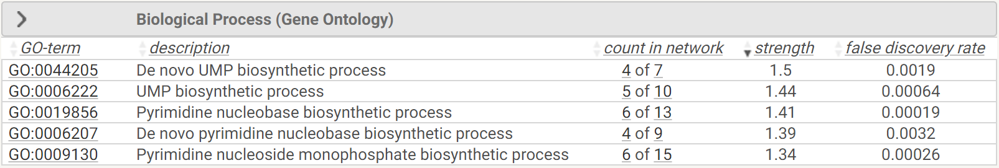 Biological Process (Gene Ontology)
GO-term description count in network strength false discovery rate
GO:0044205 De novo UMP biosynthetic process 4 of 7 1.5 0.0019
GO:0006222 UMP biosynthetic process 5 of 10 1.44 0.00064
GO:0019856 Pyrimidine nucleobase biosynthetic process 6 of 13 1.41 0.00019
GO:0006207 De novo pyrimidine nucleobase biosynthetic process 4 of 9 1.39 0.0032
GO:0009130 Pyrimidine nucleoside monophosphate biosynthetic process 6 of 15 1.34 0.00026